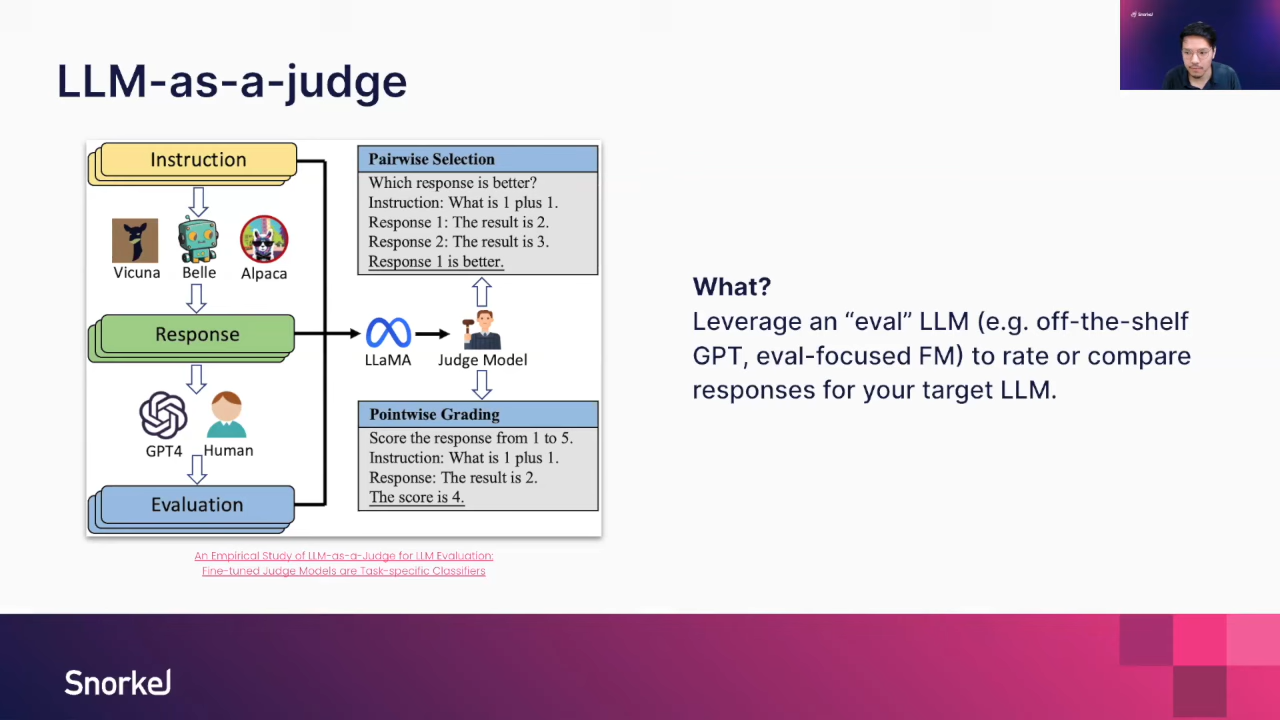 Snorkel
LLM-as-a-judge
Instruction
Vicuna
Belle
Alpaca
Response
GPT4
Human
Evaluation
LLaMA
Judge Model
Pairwise Selection
Which response is better?
Instruction: What is 1 plus 1.
Response 1: The result is 2.
Response 2: The result is 3.
Response 1 is better.
Pointwise Grading
Score the response from 1 to 5.
Instruction: What is 1 plus 1.
Response: The result is 2.
The score is 4.
An Empirical Study of LLM-as-a-Judge for LLM Evaluation:
Fine-tuned Judge Models are Task-specific Classifiers
What?
Leverage an “eval” LLM (e.g. off-the-shelf
GPT, eval-focused FM) to rate or compare
responses for your target LLM.
Snorkel